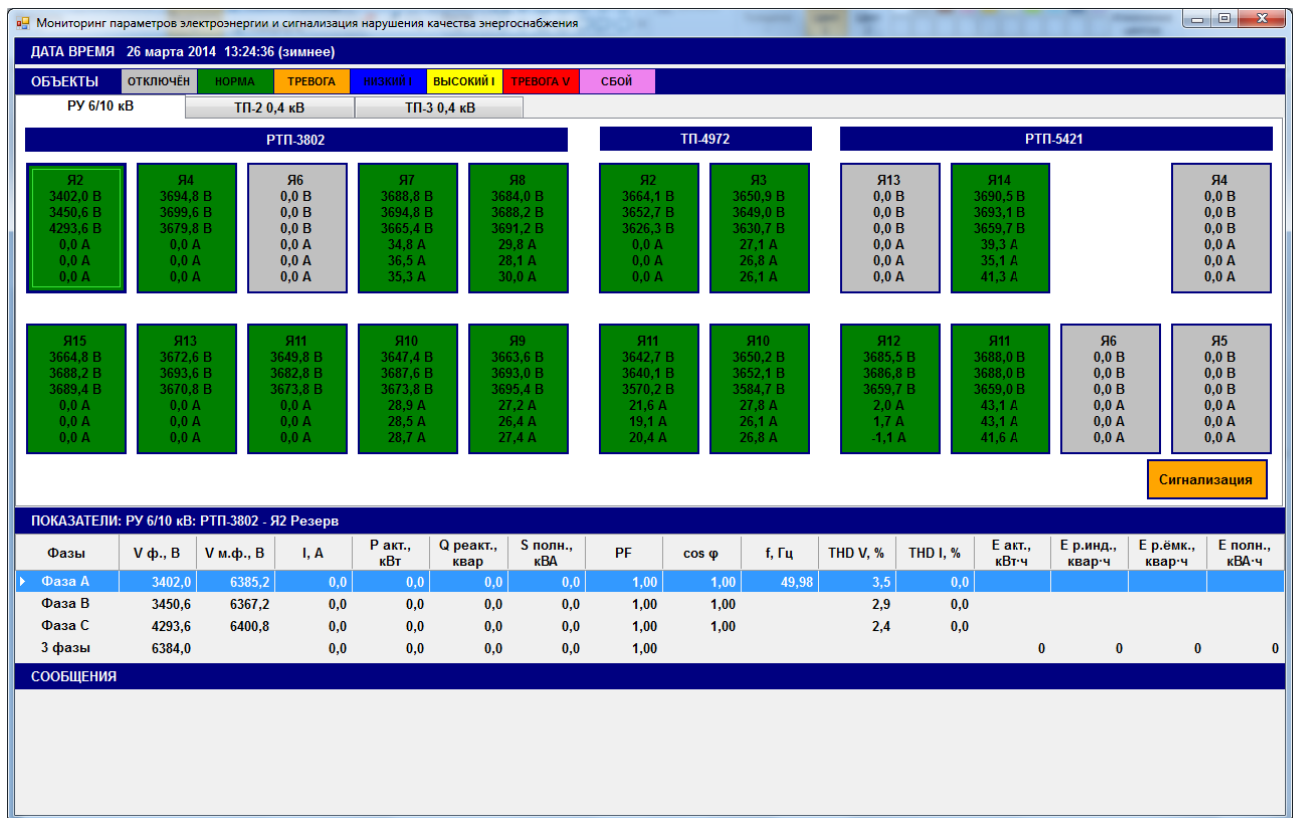 Мониторинг параметров электроэнергии и сигнализация нарушения качества энергоснабжения
ДАТА ВРЕМЯ 26 марта 2014 13:24:36 (зимнее)
ОБЪЕКТЫ ОТКЛЮЧЁН НОРМА ТРЕВОГА НИЗКИЙ I ВЫСОКИЙ I ТРЕВОГА V СБОЙ
РУ 6/10 кВ ТП-2 0,4 кВ ТП-3 0,4 кВ
РТП-3802 ТП-4972 РТП-5421
Я2 Я4 Я6 Я7 Я8 Я2 Я3 Я13 Я14 Я4
3402,0 В 3694,8 В 0,0 В 3688,8 В 3684,0 В 3664,1 В 3650,9 В 0,0 В 3690,5 В 0,0 В
3450,6 В 3699,6 В 0,0 В 3694,8 В 3688,2 В 3652,7 В 3649,0 В 0,0 В 3693,1 В 0,0 В
4293,6 В 3679,8 В 0,0 В 3665,4 В 3691,2 В 3626,3 В 3630,7 В 0,0 В 3659,7 В 0,0 В
0,0 А 0,0 А 0,0 А 34,8 А 29,8 А 0,0 А 27,1 А 0,0 А 39,3 А 0,0 А
0,0 А 0,0 А 0,0 А 36,5 А 28,1 А 0,0 А 26,8 А 0,0 А 35,1 А 0,0 А
0,0 А 0,0 А 0,0 А 35,3 А 30,0 А 0,0 А 26,1 А 0,0 А 41,3 А 0,0 А
Я15 Я13 Я11 Я10 Я9 Я11 Я10 Я12 Я11 Я6 Я5
3664,8 В 3672,6 В 3649,8 В 3647,4 В 3663,6 В 3642,7 В 3650,2 В 3685,5 В 3688,0 В 0,0 В 0,0 В
3688,2 В 3693,6 В 3682,8 В 3687,6 В 3693,0 В 3640,1 В 3652,1 В 3686,8 В 3688,0 В 0,0 В 0,0 В
3689,4 В 3670,8 В 3673,8 В 3673,8 В 3695,4 В 3570,2 В 3584,7 В 3659,7 В 3659,0 В 0,0 В 0,0 В
0,0 А 0,0 А 0,0 А 28,9 А 27,2 А 21,6 А 27,8 А 2,0 А 43,1 А 0,0 А 0,0 А
0,0 А 0,0 А 0,0 А 28,5 А 26,4 А 19,1 А 26,1 А 1,7 А 43,1 А 0,0 А 0,0 А
0,0 А 0,0 А 0,0 А 28,7 А 27,4 А 20,4 А 26,8 А -1,1 А 41,6 А 0,0 А 0,0 А
Сигнализация
ПОКАЗАТЕЛИ: РУ 6/10 кВ: РТП-3802 - Я2 Резерв
Фазы V ф., В V м.ф., В I, А P акт., кВт Q реакт., квар S полн., кВА PF cos φ f, Гц THD V, % THD I, % E акт., кВт·ч E р.инд., квар·ч E р.ёмк., квар·ч E полн., кВА·ч
Фаза A 3402,0 6385,2 0,0 0,0 0,0 0,0 1,00 1,00 49,98 3,5 0,0
Фаза B 3450,6 6367,2 0,0 0,0 0,0 0,0 1,00 1,00 2,9 0,0
Фаза C 4293,6 6400,8 0,0 0,0 0,0 0,0 1,00 1,00 2,4 0,0
3 фазы 6384,0 0,0 0,0 0,0 0,0 1,00 0 0 0 0
СООБЩЕНИЯ